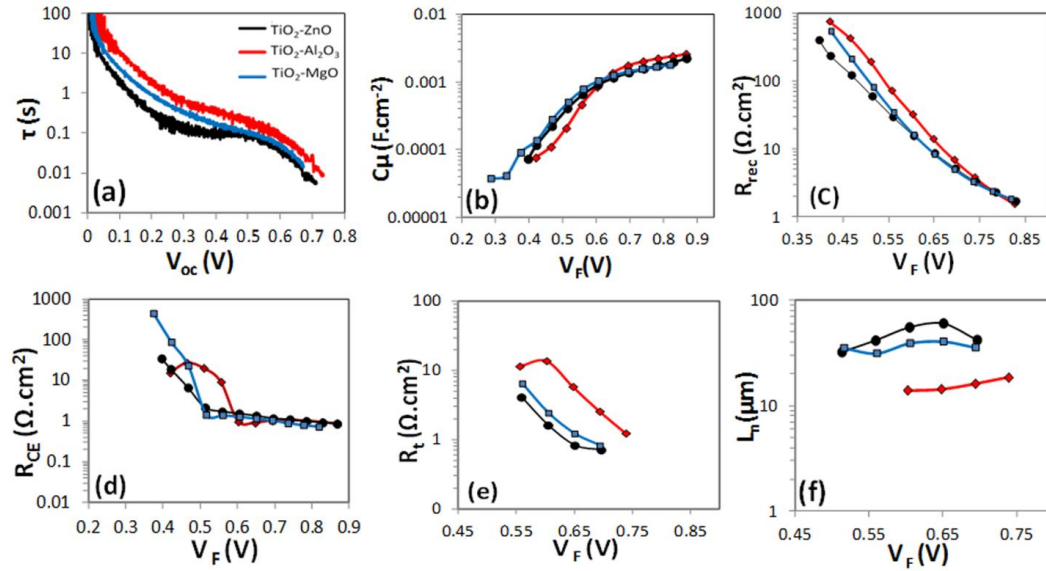 100
10
1
0.1
0.01
0.001
τ (s)
TiO2-ZnO
TiO2-Al2O3
TiO2-MgO
(a)
0 0.1 0.2 0.3 0.4 0.5 0.6 0.7 0.8
Voc (V)
0.01
0.001
0.0001
0.00001
Cμ (F.cm-2)
(b)
0.2 0.3 0.4 0.5 0.6 0.7 0.8 0.9
VF(V)
1000
100
10
1
Rrec (Ω.cm2)
(C)
0.35 0.45 0.55 0.65 0.75 0.85
VF (V)
1000
100
10
1
0.1
0.01
RCE (Ω.cm2)
(d)
0.2 0.3 0.4 0.5 0.6 0.7 0.8 0.9
VF (V)
100
10
1
0
Rt (Ω.cm2)
(e)
0.45 0.55 0.65 0.75 0.85
VF (V)
100
10
1
Ln (μm)
(f)
0.45 0.55 0.65 0.75
VF (V)